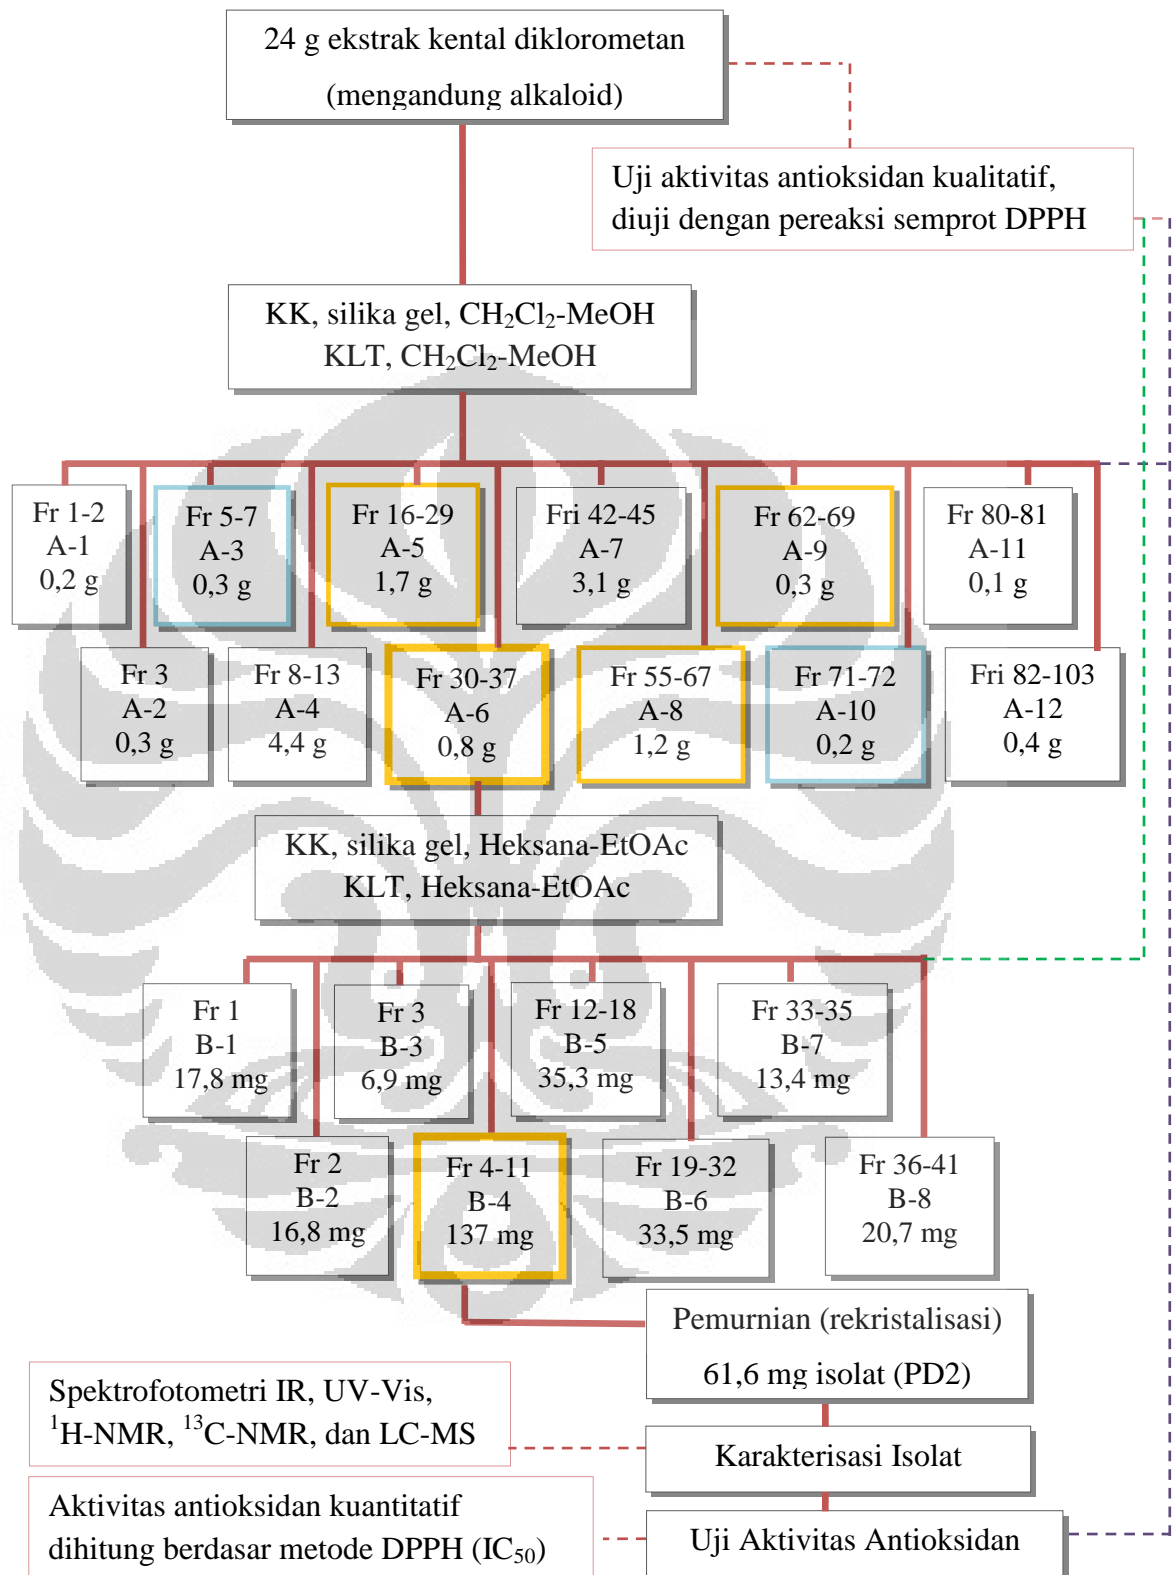 24 g ekstrak kental diklorometan
(mengandung alkaloid)
Uji aktivitas antioksidan kualitatif,
diuji dengan pereaksi semprot DPPH
KK, silika gel, CH₂Cl₂-MeOH
KLT, CH₂Cl₂-MeOH
Fr 1-2
A-1
0,2 g
Fr 5-7
A-3
0,3 g
Fr 16-29
A-5
1,7 g
Fri 42-45
A-7
3,1 g
Fr 62-69
A-9
0,3 g
Fr 80-81
A-11
0,1 g
Fr 3
A-2
0,3 g
Fr 8-13
A-4
4,4 g
Fr 30-37
A-6
0,8 g
Fr 55-67
A-8
1,2 g
Fr 71-72
A-10
0,2 g
Fri 82-103
A-12
0,4 g
KK, silika gel, Heksana-EtOAc
KLT, Heksana-EtOAc
Fr 1
B-1
17,8 mg
Fr 3
B-3
6,9 mg
Fr 12-18
B-5
35,3 mg
Fr 33-35
B-7
13,4 mg
Fr 2
B-2
16,8 mg
Fr 4-11
B-4
137 mg
Fr 19-32
B-6
33,5 mg
Fr 36-41
B-8
20,7 mg
Pemurnian (rekristalisasi)
61,6 mg isolat (PD2)
Spektrofotometri IR, UV-Vis,
¹H-NMR, ¹³C-NMR, dan LC-MS
Karakterisasi Isolat
Aktivitas antioksidan kuantitatif
dihitung berdasar metode DPPH (IC₅₀)
Uji Aktivitas Antioksidan